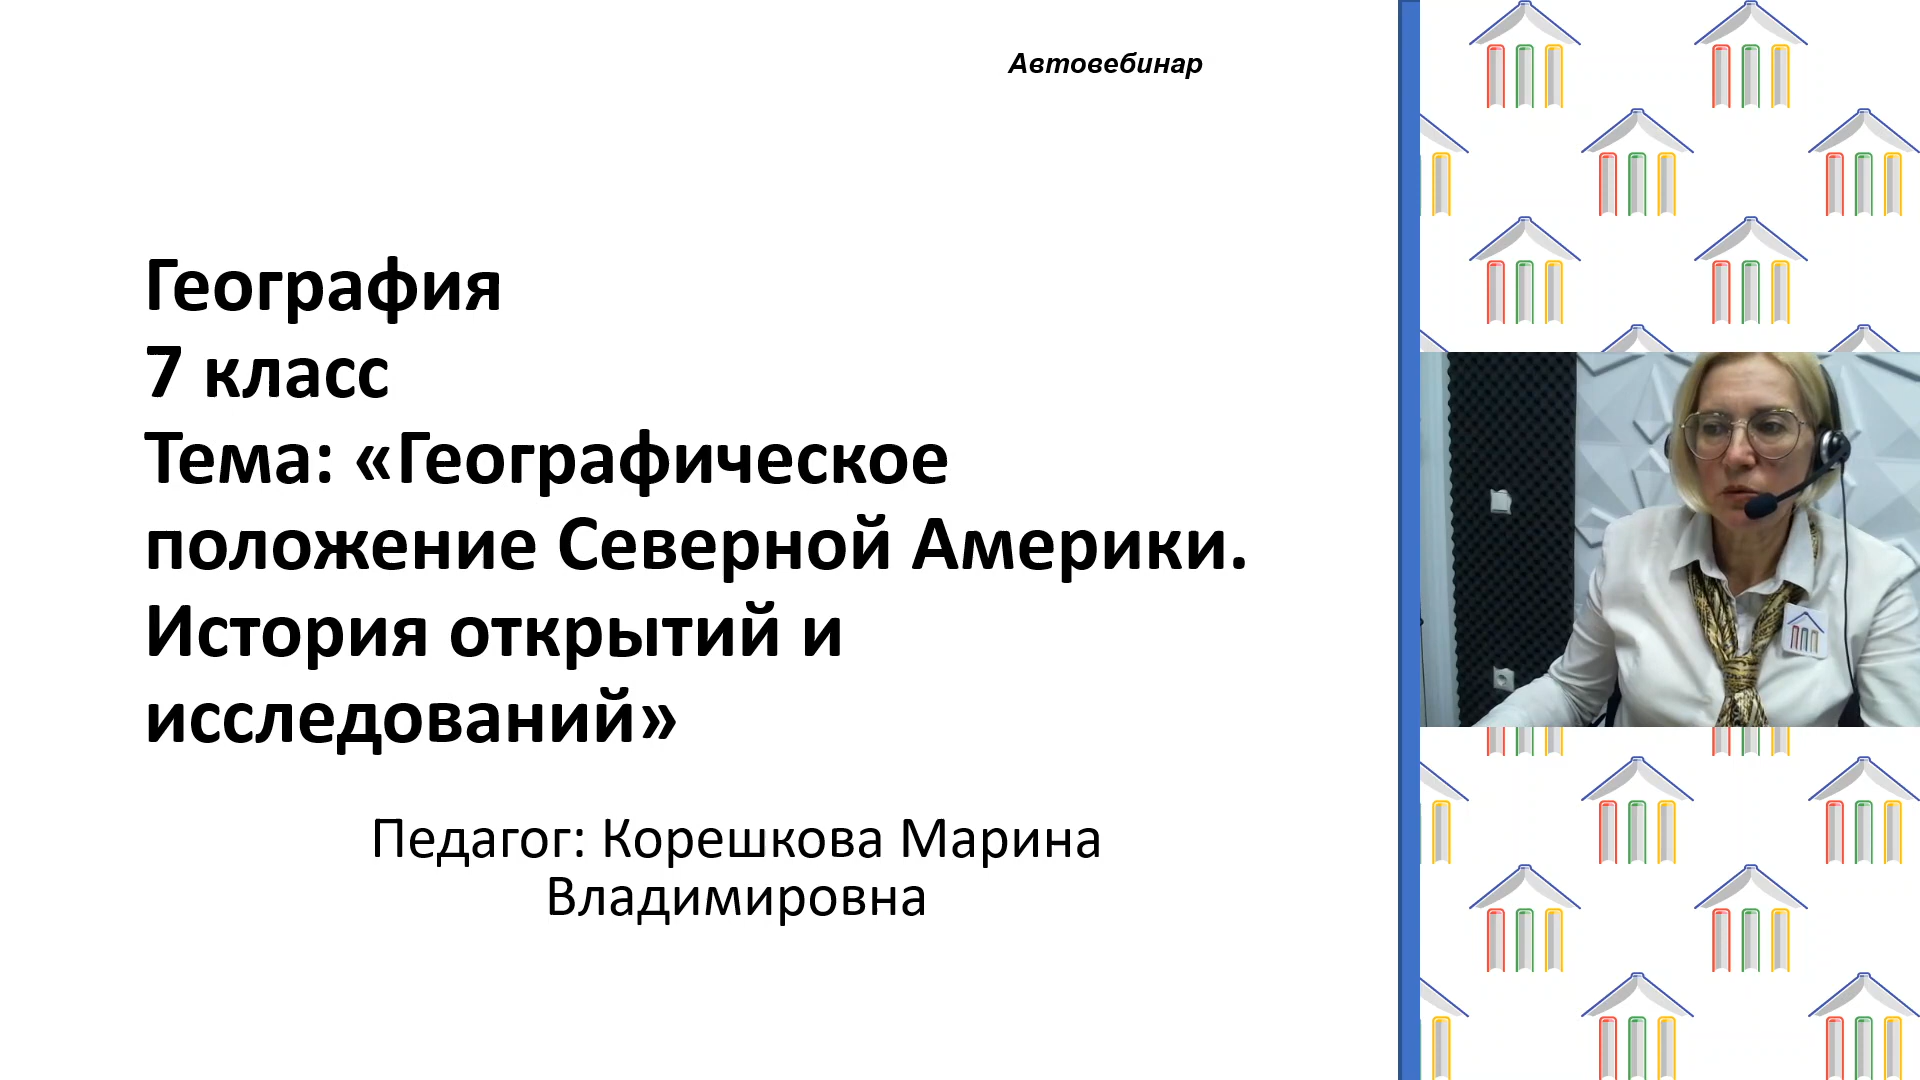 Автовебинар
География
7 класс
Тема: «Географическое
положение Северной Америки.
История открытий и
исследований»
Педагог: Корешкова Марина
Владимировна